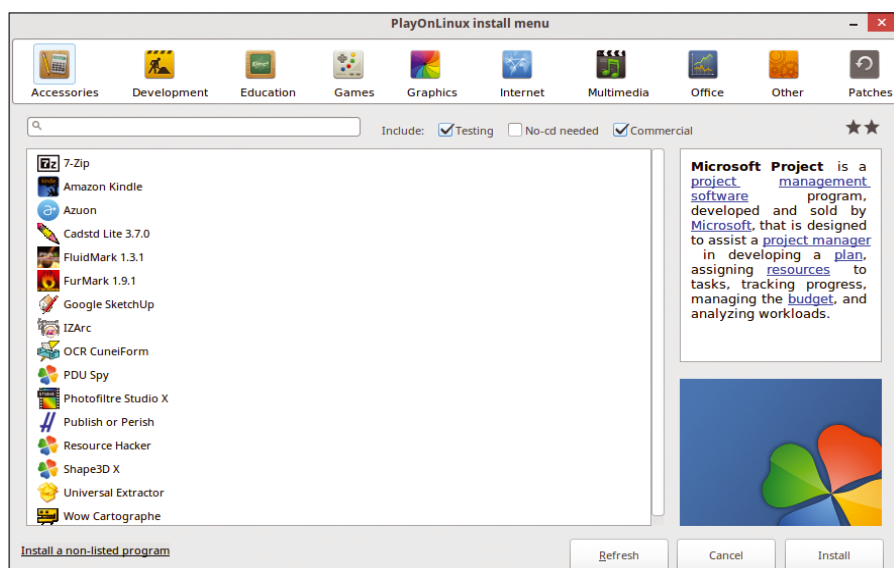 PlayOnLinux install menu
Accessories Development Education Games Graphics Internet Multimedia Office Other Patches
Include: Testing No-cd needed Commercial
7z 7-Zip
Amazon Kindle
Azuon
Cadstd Lite 3.7.0
FluidMark 1.3.1
FurMark 1.9.1
Google SketchUp
IZArc
OCR CuneiForm
PDU Spy
Photofiltre Studio X
Publish or Perish
Resource Hacker
Shape3D X
Universal Extractor
Wow Cartographe
Microsoft Project is a
project management
software program,
developed and sold by
Microsoft, that is designed
to assist a project manager
in developing a plan,
assigning resources to
tasks, tracking progress,
managing the budget, and
analyzing workloads.
Install a non-listed program
Refresh Cancel Install